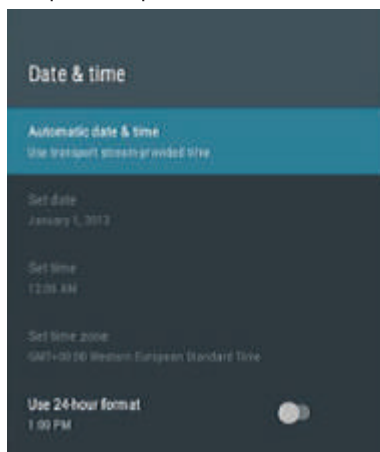 Date & time
Automatic date & time
Use transport stream-provided time
Set date
January 1, 2013
Set time
12:06 AM
Set time zone
GMT+00:00 Western European Standard Time
Use 24-hour format
1:00 PM